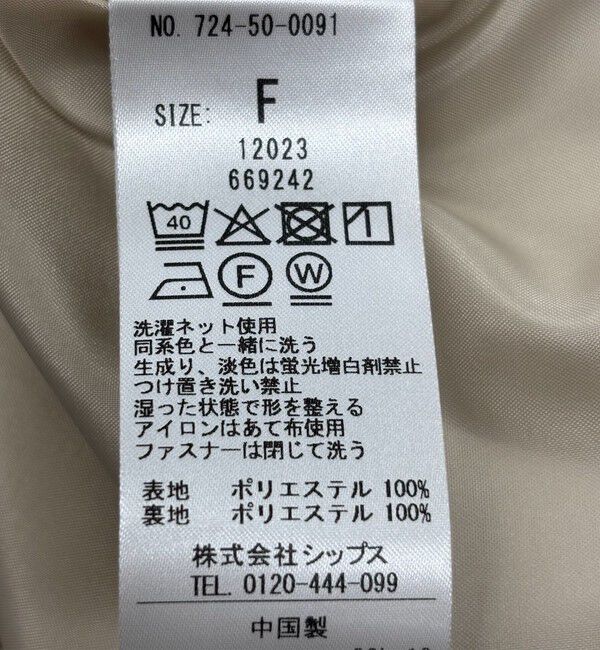 NO. 724-50-0091
SIZE: F
12023
669242
40
F W
洗濯ネット使用
同系色と一緒に洗う
生成り、淡色は蛍光増白剤禁止
つけ置き洗い禁止
湿った状態で形を整える
アイロンはあて布使用
ファスナーは閉じて洗う
表地 ポリエステル 100%
裏地 ポリエステル 100%
株式会社シップス
TEL. 0120-444-099
中国製